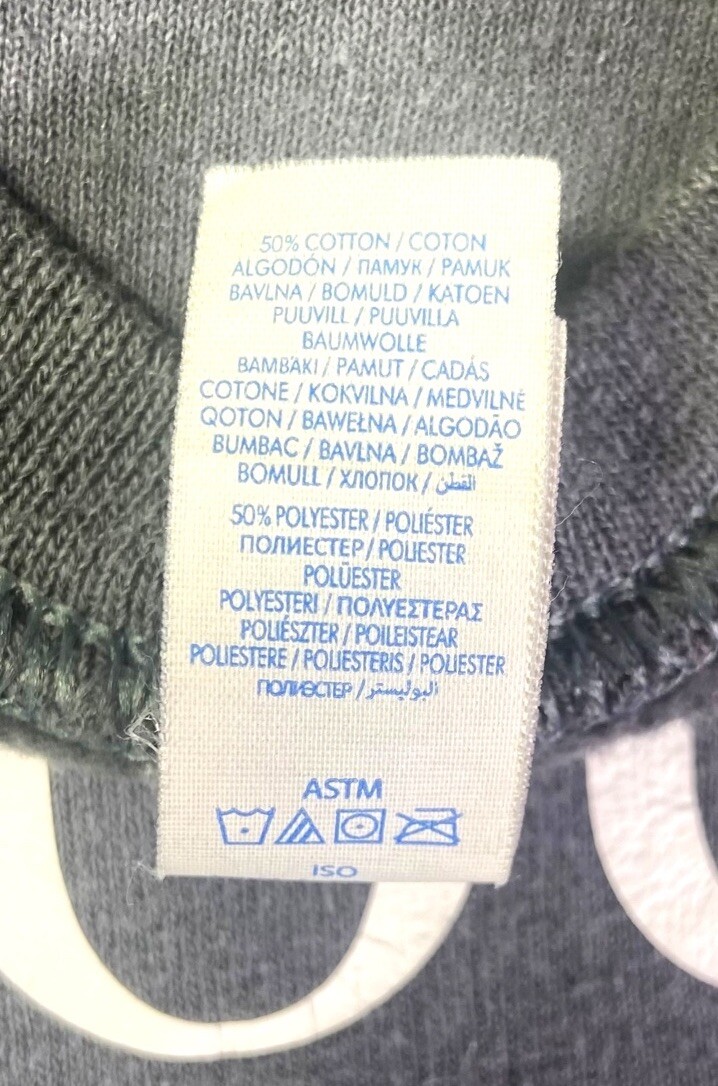 50% COTTON / COTON
ALGODÓN / ПАМУК / PAMUK
BAVLNA / BOMULD / KATOEN
PUUVILL / PUUVILLA
BAUMWOLLE
BAMBÄKI / PAMUT / CADÁS
COTONE / KOKVILNA / MEDVILNĖ
QOTON / BAWEŁNA / ALGODÃO
BUMBAC / BAVLNA / BOMBAŽ
BOMULL / ХЛОПОК / القطن
50% POLYESTER / POLIÉSTER
ПОЛИЕСТЕР / POLIESTER
POLÜESTER
POLYESTERI / ΠΟΛΥΕΣΤΕΡΑΣ
POLIÉSZTER / POILEISTEAR
POLIESTERE / POLIESTERIS / POLIESTER
ПОЛИЭСТЕР / البوليستر
ASTM
ISO